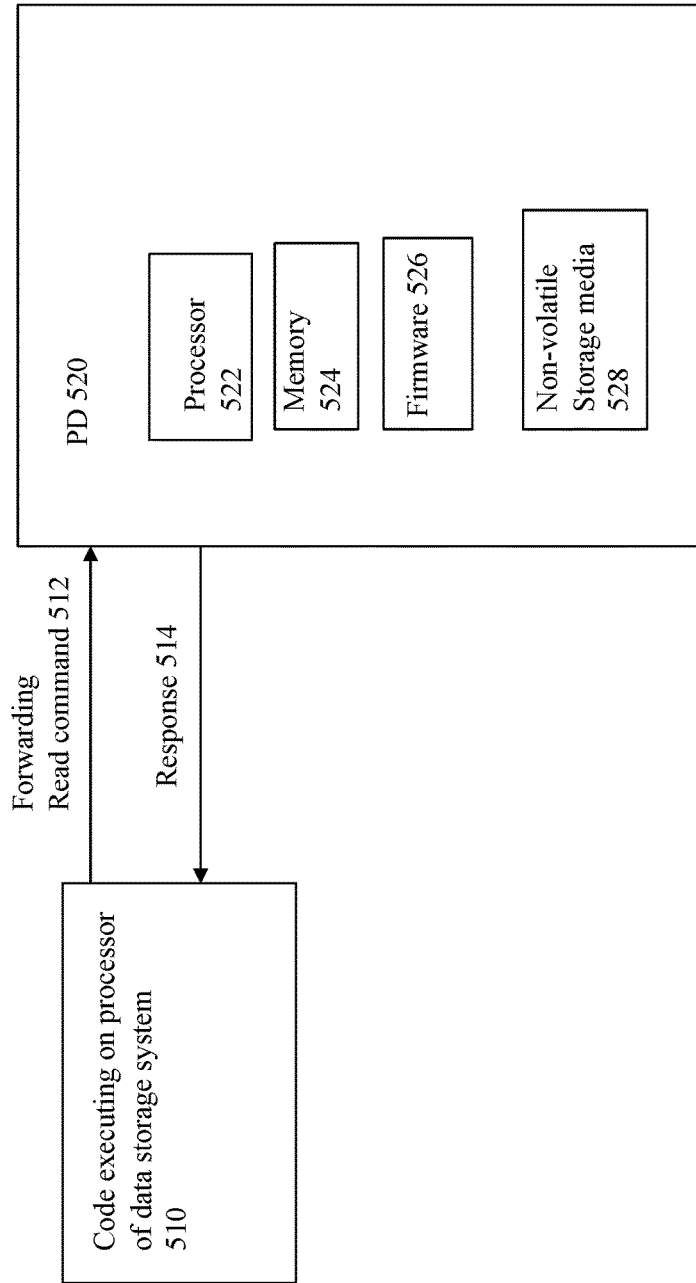 Code executing on processor
of data storage system
510
Forwarding
Read command 512
Response 514
PD 520
Processor
522
Memory
524
Firmware 526
Non-volatile
Storage media
528